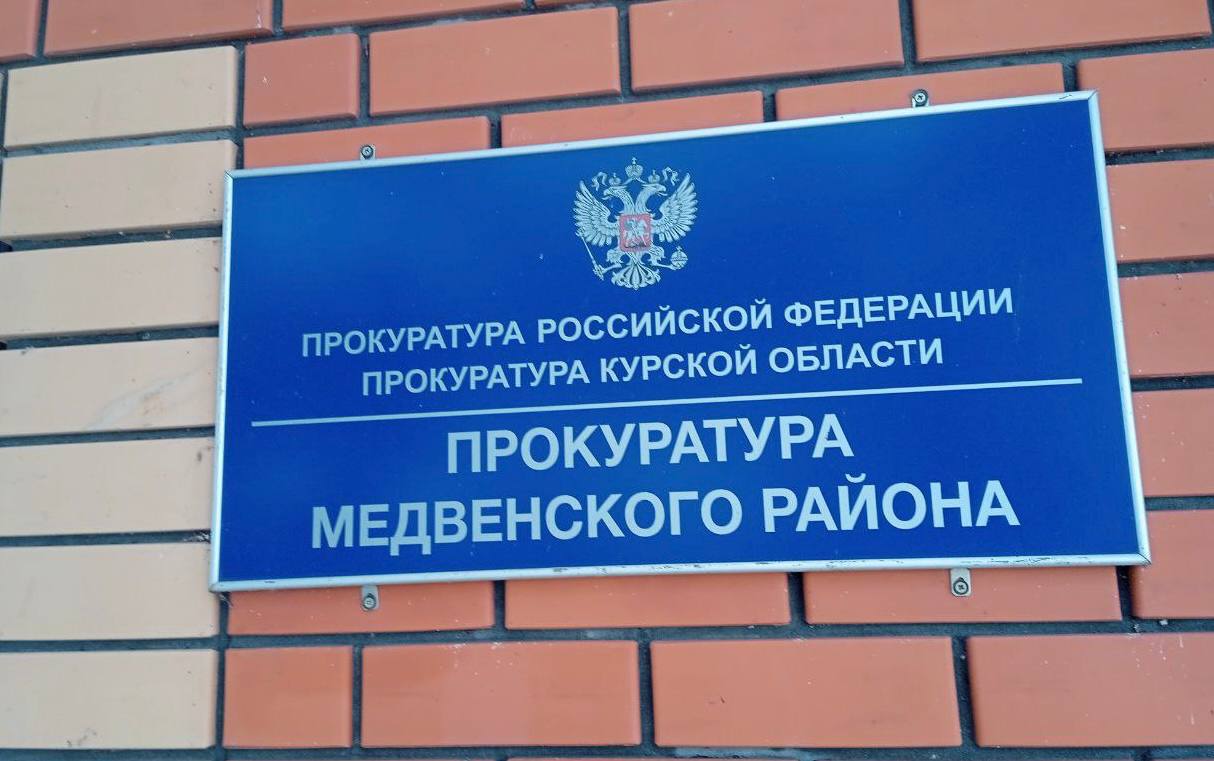 ПРОКУРАТУРА РОССИЙСКОЙ ФЕДЕРАЦИИ
ПРОКУРАТУРА КУРСКОЙ ОБЛАСТИ
ПРОКУРАТУРА
МЕДВЕНСКОГО РАЙОНА